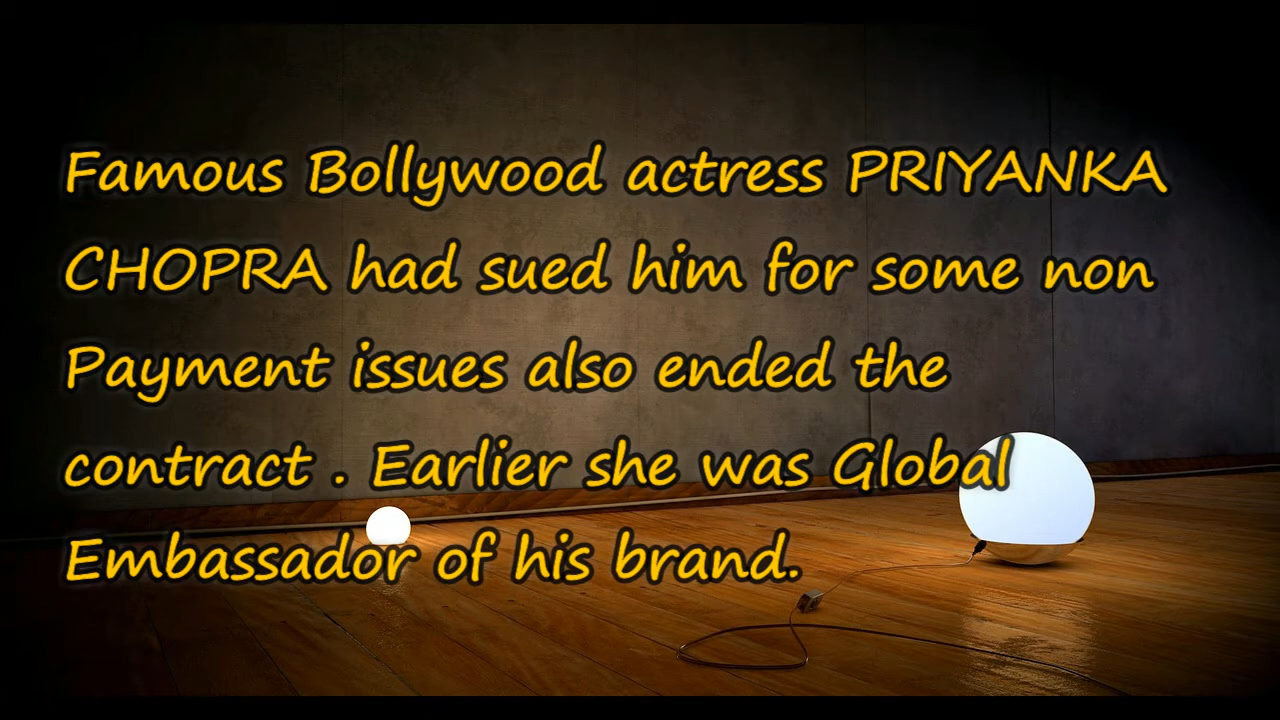 Famous Bollywood actress PRIYANKA
CHOPRA had sued him for some non
Payment issues also ended the
contract . Earlier she was Global
Embassador of his brand.